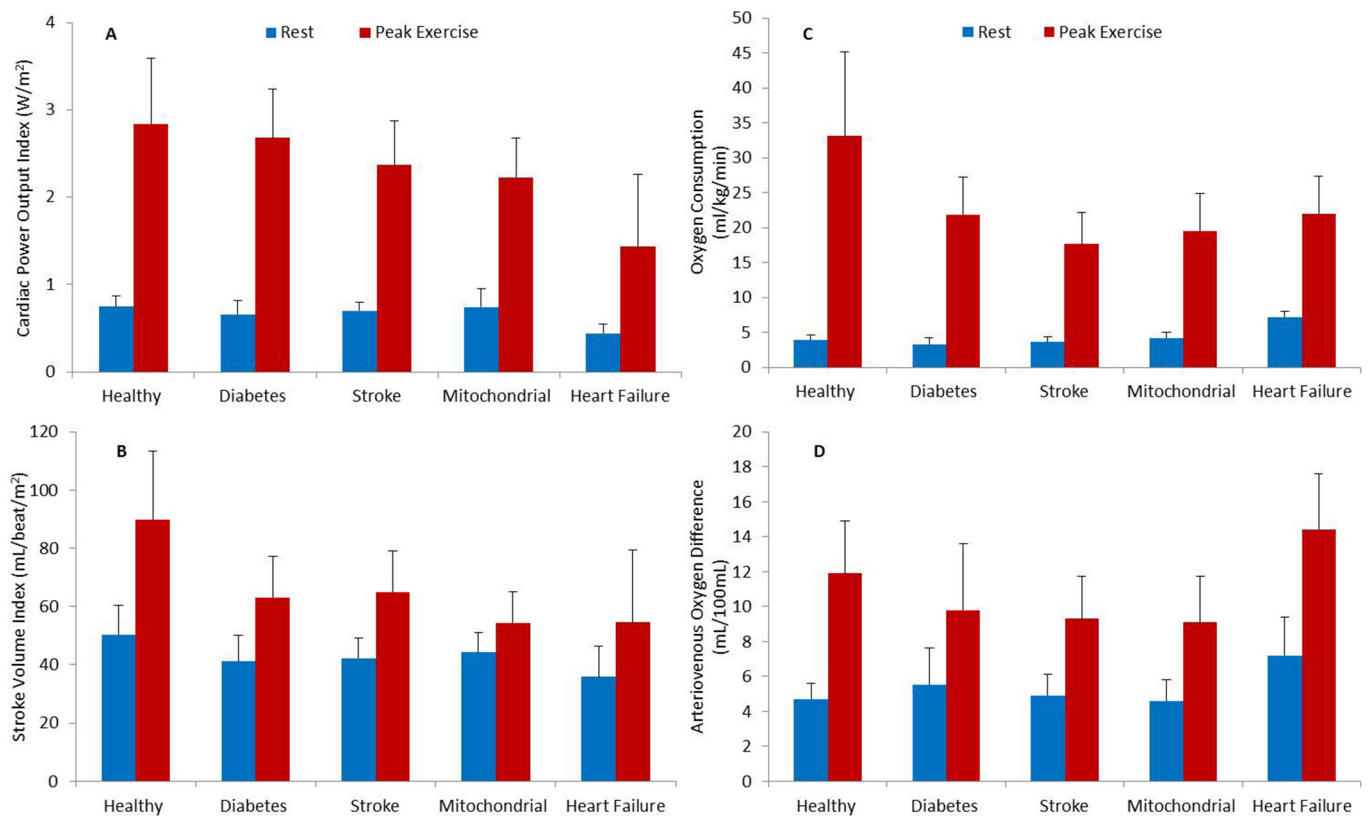 A
Rest
Peak Exercise
Cardiac Power Output Index (W/m²)
4
3
2
1
0
Healthy
Diabetes
Stroke
Mitochondrial
Heart Failure
C
Rest
Peak Exercise
Oxygen Consumption
(ml/kg/min)
50
45
40
35
30
25
20
15
10
5
0
Healthy
Diabetes
Stroke
Mitochondrial
Heart Failure
B
Stroke Volume Index (mL/beat/m²)
120
100
80
60
40
20
0
Healthy
Diabetes
Stroke
Mitochondrial
Heart Failure
D
Arteriovenous Oxygen Difference
(mL/100mL)
20
18
16
14
12
10
8
6
4
2
0
Healthy
Diabetes
Stroke
Mitochondrial
Heart Failure